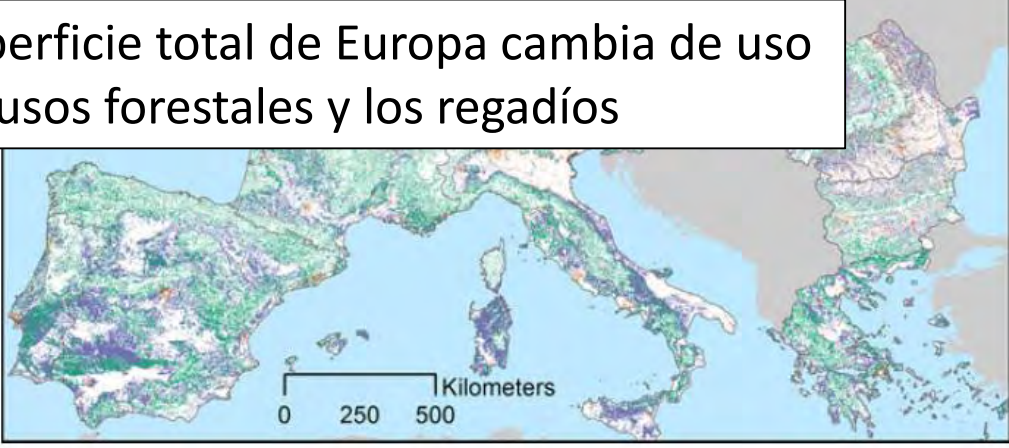 perficie total de Europa cambia de uso
usos forestales y los regadíos
Kilometers
0 250 500